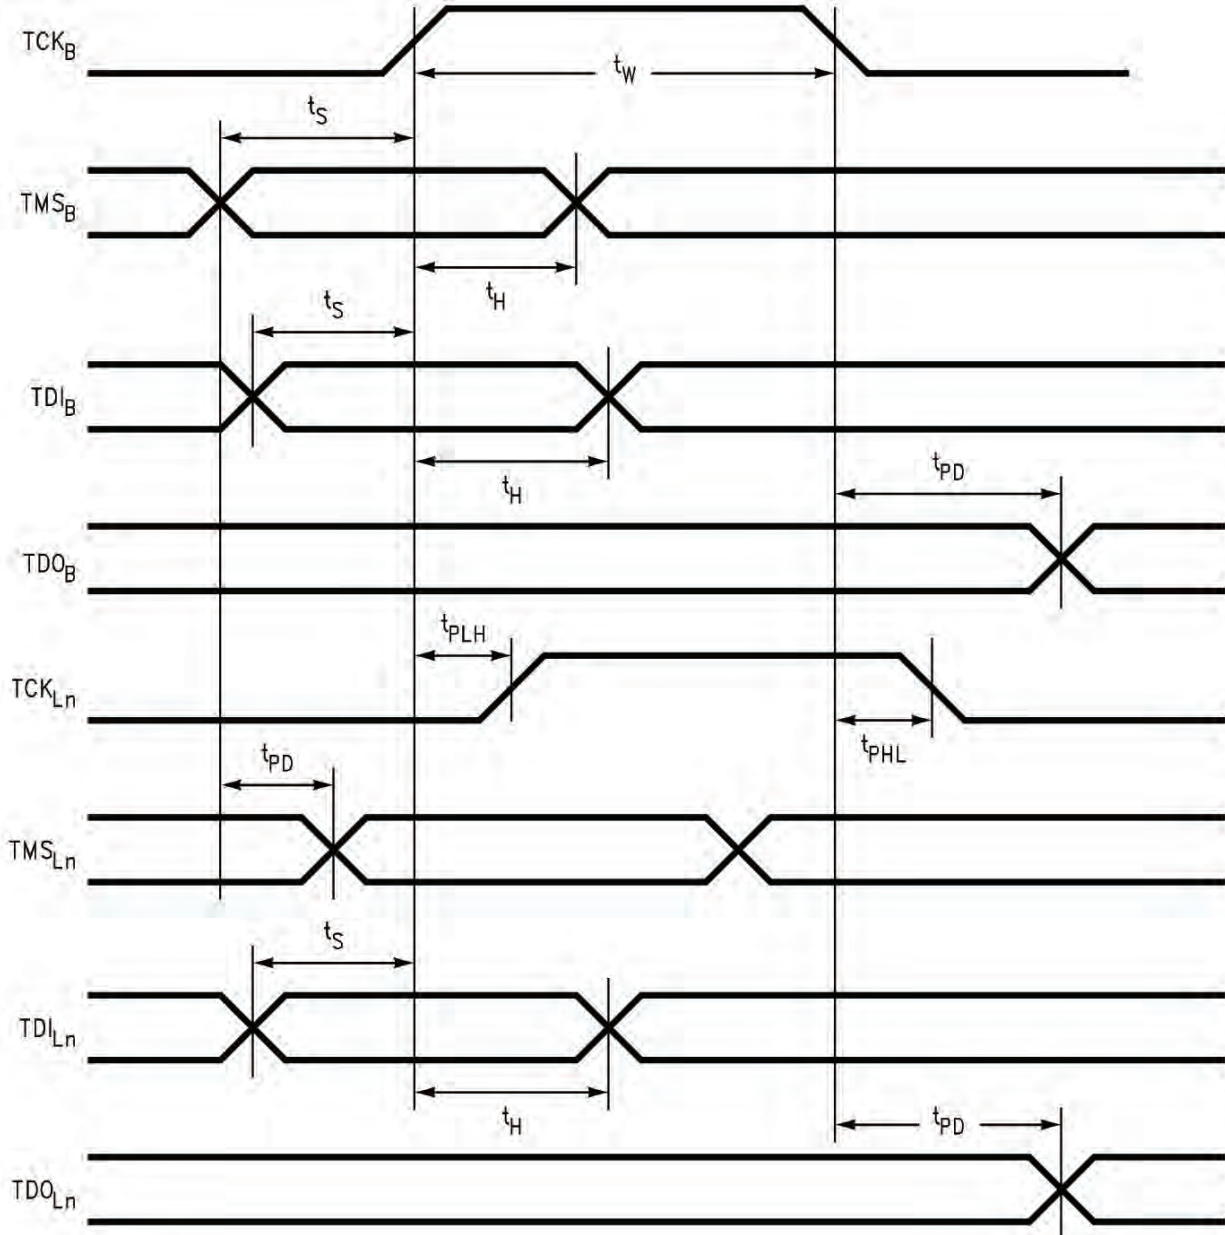 TCKB
tW
tS
TMSB
tH
tS
TDIB
tH
tPD
TDOB
tPLH
TCKLn
tPHL
tPD
TMSLn
tS
TDILn
tH
tPD
TDOLn